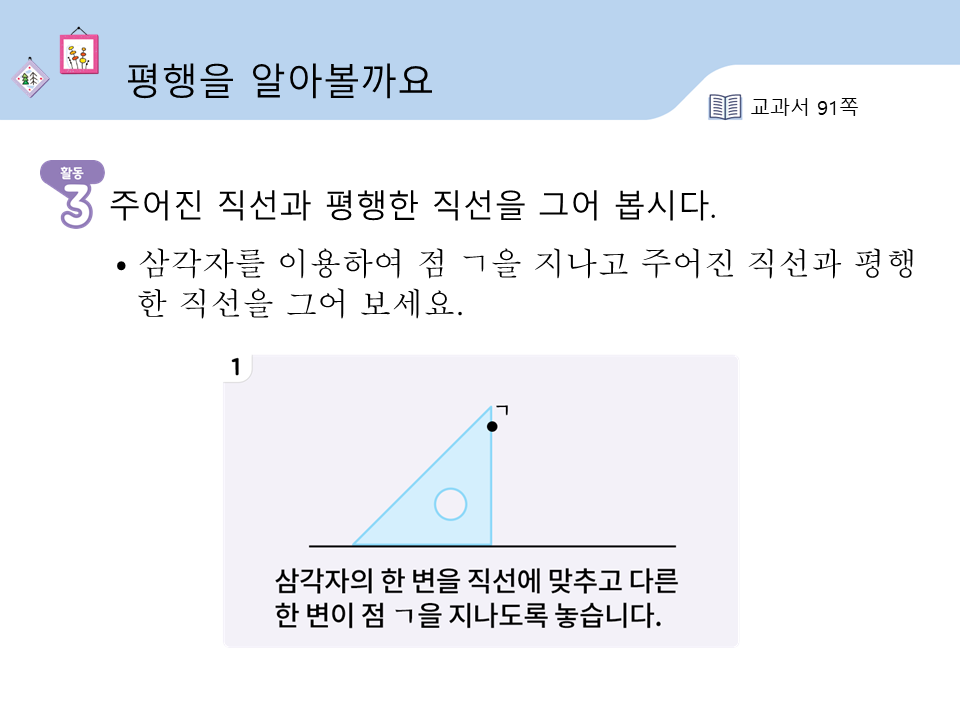 평행을 알아볼까요
교과서 91쪽
활동
3
주어진 직선과 평행한 직선을 그어 봅시다.
• 삼각자를 이용하여 점 ㄱ을 지나고 주어진 직선과 평행
한 직선을 그어 보세요.
1
ㄱ
삼각자의 한 변을 직선에 맞추고 다른
한 변이 점 ㄱ을 지나도록 놓습니다.